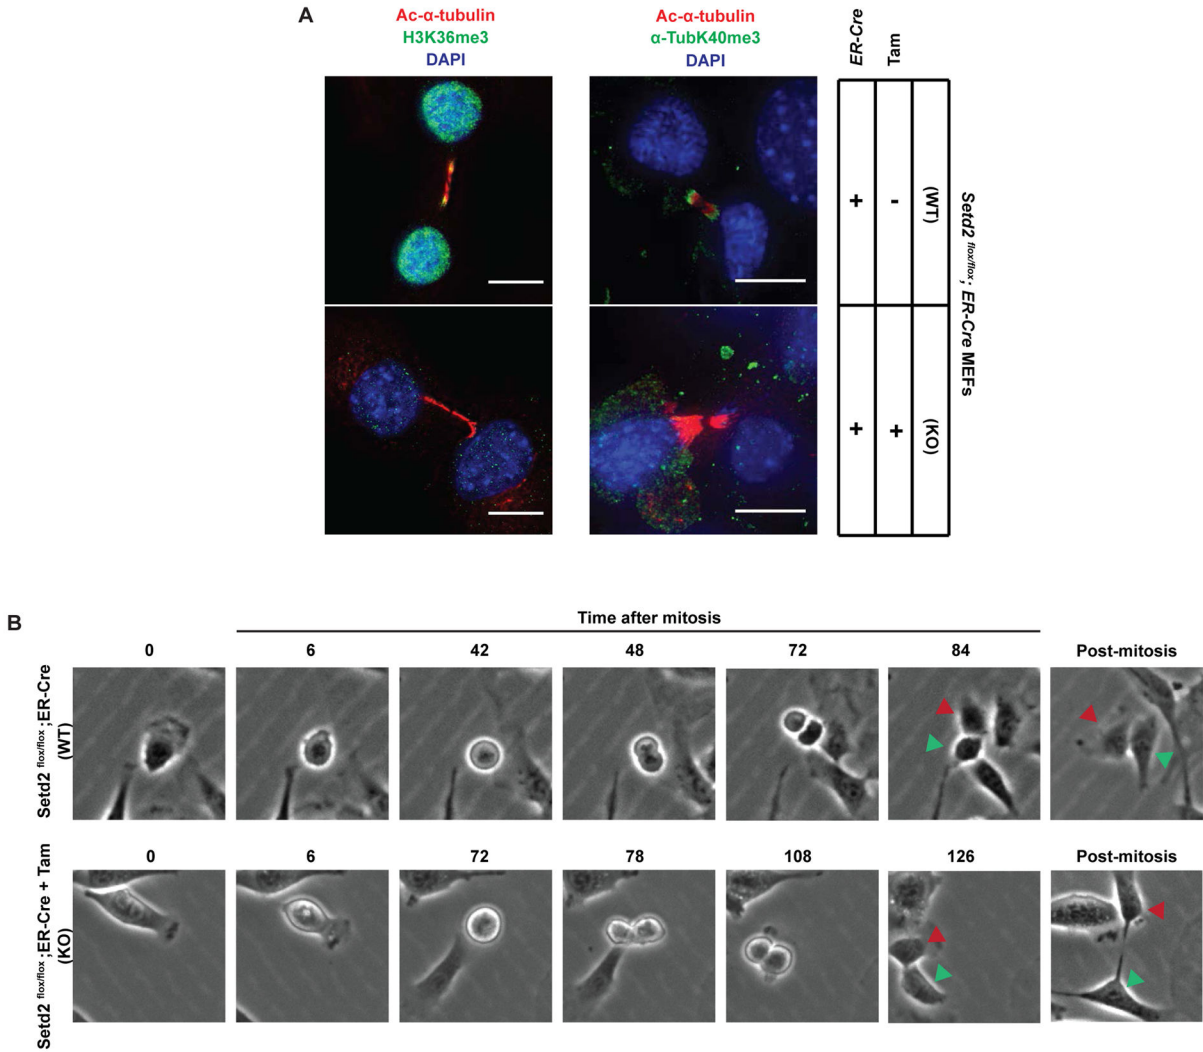 A
Ac-α-tubulin
H3K36me3
DAPI
Ac-α-tubulin
α-TubK40me3
DAPI
ER-Cre
Tam
+
-
(WT)
+
+
(KO)
Setd2 flox/flox; ER-Cre MEFs
B
Time after mitosis
0
6
42
48
72
84
Post-mitosis
Setd2 flox/flox;ER-Cre
(WT)
0
6
72
78
108
126
Post-mitosis
Setd2 flox/flox;ER-Cre + Tam
(KO)